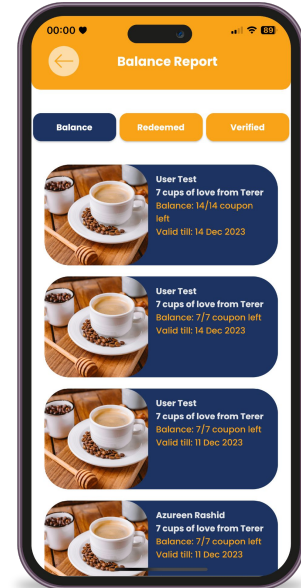 00:00
89
Balance Report
Balance
Redeemed
Verified
User Test
7 cups of love from Terer
Balance: 14/14 coupon
left
Valid till: 14 Dec 2023
User Test
7 cups of love from Terer
Balance: 7/7 coupon left
Valid till: 14 Dec 2023
User Test
7 cups of love from Terer
Balance: 7/7 coupon left
Valid till: 11 Dec 2023
Azureen Rashid
7 cups of love from Terer
Balance: 7/7 coupon left
Valid till: 11 Dec 2023